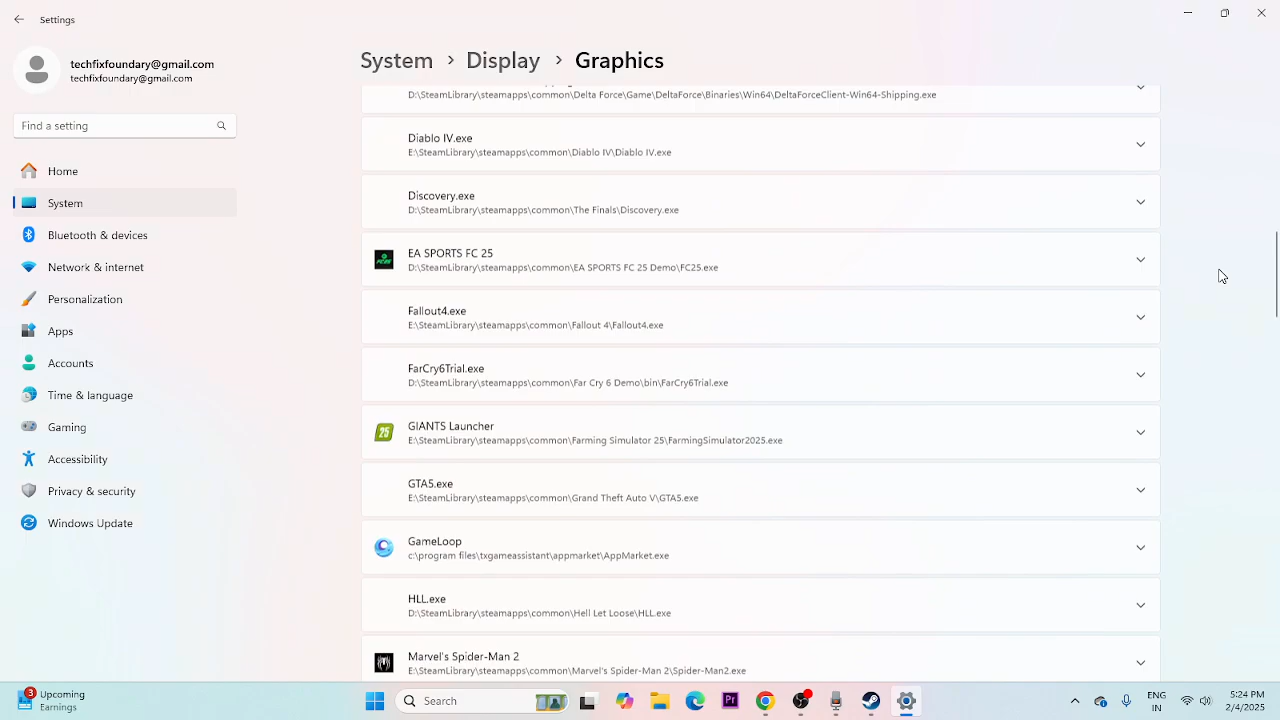 techfixfoundary@gmail.com
techfixfoundary@gmail.com
Find a setting
Home
System
Bluetooth & devices
Network & internet
Personalization
Apps
Accounts
Time & language
Gaming
Accessibility
Privacy & security
Windows Update
System > Display > Graphics
D:\SteamLibrary\steamapps\common\Delta Force\Game\DeltaForce\Binaries\Win64\DeltaForceClient-Win64-Shipping.exe
Diablo IV.exe
E:\SteamLibrary\steamapps\common\Diablo IV\Diablo IV.exe
Discovery.exe
D:\SteamLibrary\steamapps\common\The Finals\Discovery.exe
FC25
EA SPORTS FC 25
D:\SteamLibrary\steamapps\common\EA SPORTS FC 25 Demo\FC25.exe
Fallout4.exe
E:\SteamLibrary\steamapps\common\Fallout 4\Fallout4.exe
FarCry6Trial.exe
D:\SteamLibrary\steamapps\common\Far Cry 6 Demo\bin\FarCry6Trial.exe
25
GIANTS Launcher
E:\SteamLibrary\steamapps\common\Farming Simulator 25\FarmingSimulator2025.exe
GTA5.exe
E:\SteamLibrary\steamapps\common\Grand Theft Auto V\GTA5.exe
GameLoop
c:\program files\txgameassistant\appmarket\AppMarket.exe
HLL.exe
D:\SteamLibrary\steamapps\common\Hell Let Loose\HLL.exe
Marvel's Spider-Man 2
E:\SteamLibrary\steamapps\common\Marvel's Spider-Man 2\Spider-Man2.exe
3
Upcoming
Earnings
Search
Pr
ENG
IN
5:24 PM
2/4/2025